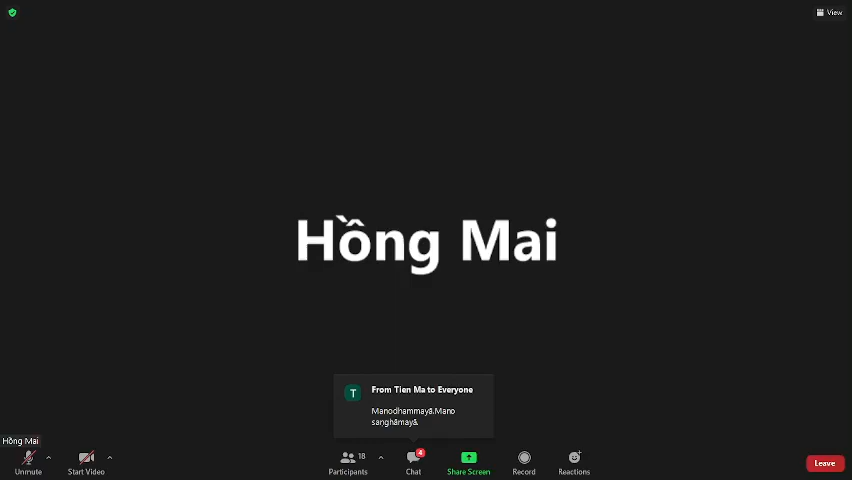 View
Hồng Mai
T
From Tien Ma to Everyone
Manodhammayā.Mano
saṇghāmayā.
Hồng Mai
Unmute
Start Video
18
Participants
4
Chat
Share Screen
Record
Reactions
Leave